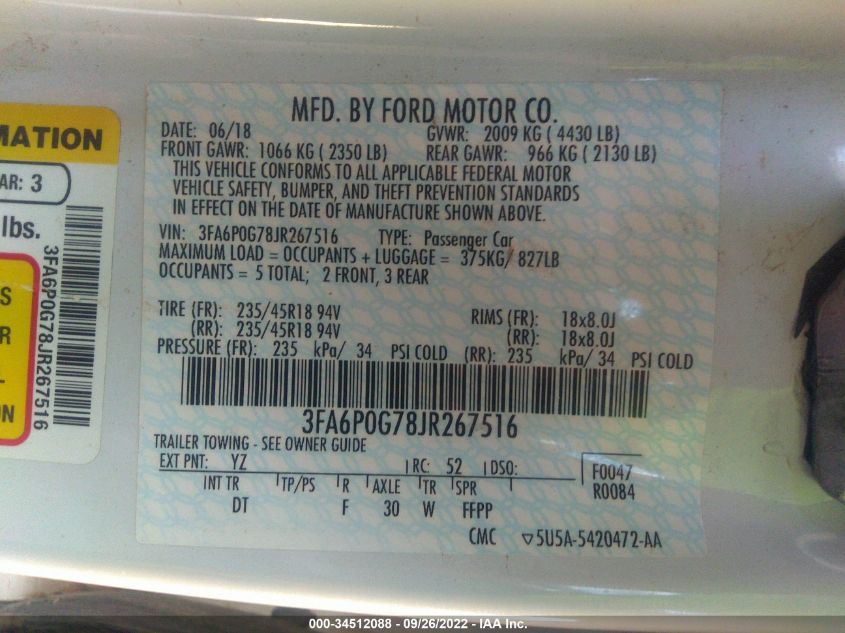 MFD. BY FORD MOTOR CO.
DATE: 06/18 GVWR: 2009 KG ( 4430 LB)
FRONT GAWR: 1066 KG ( 2350 LB) REAR GAWR: 966 KG ( 2130 LB)
THIS VEHICLE CONFORMS TO ALL APPLICABLE FEDERAL MOTOR
VEHICLE SAFETY, BUMPER, AND THEFT PREVENTION STANDARDS
IN EFFECT ON THE DATE OF MANUFACTURE SHOWN ABOVE.
VIN: 3FA6P0G78JR267516 TYPE: Passenger Car
MAXIMUM LOAD = OCCUPANTS + LUGGAGE = 375KG/ 827LB
OCCUPANTS = 5 TOTAL; 2 FRONT, 3 REAR
TIRE (FR): 235/45R18 94V RIMS (FR): 18x8.0J
(RR): 235/45R18 94V (RR): 18x8.0J
PRESSURE (FR): 235 kPa/ 34 PSI COLD (RR): 235 kPa/ 34 PSI COLD
3FA6P0G78JR267516
TRAILER TOWING - SEE OWNER GUIDE
EXT PNT: YZ RC: 52 DSO: F0047
R0084
INT TR TP/PS R AXLE TR SPR
DT F 30 W FFPP
CMC ▽5U5A-5420472-AA
MATION
AR: 3
lbs.
3FA6P0G78JR267516
S
R
L
ON
000-34512088 - 09/26/2022 - IAA Inc.